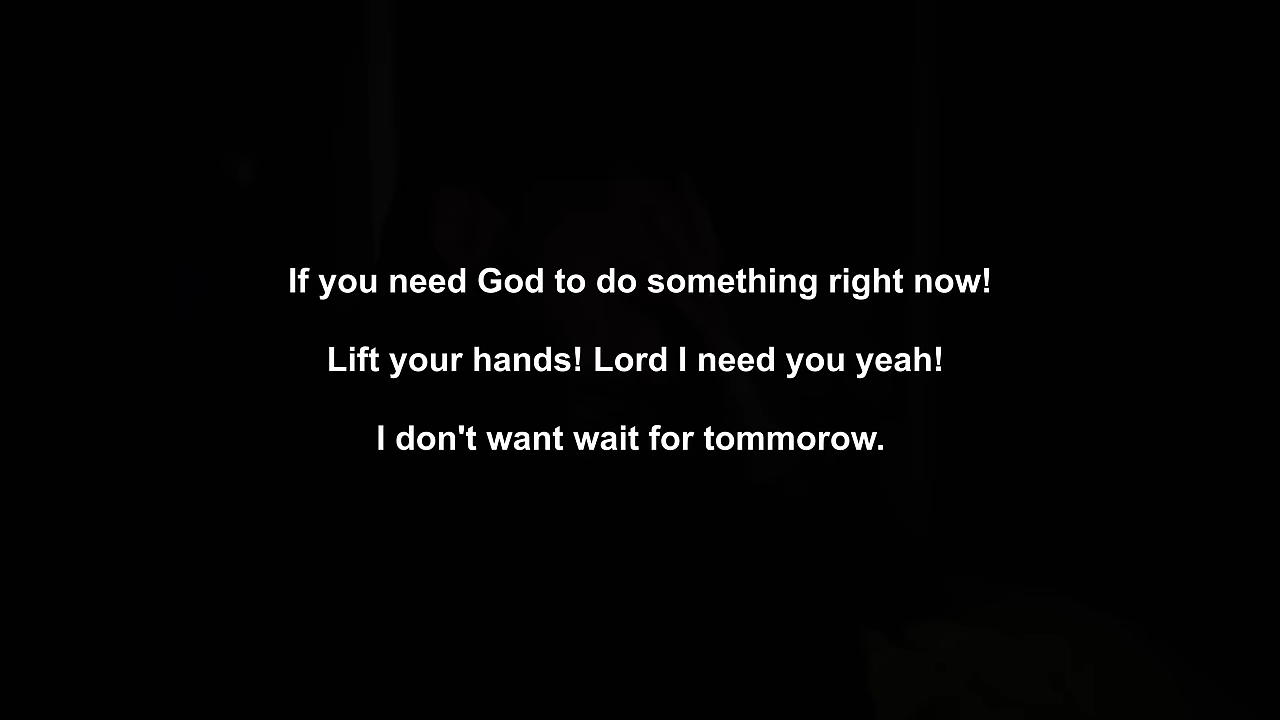 If you need God to do something right now!
Lift your hands! Lord I need you yeah!
I don't want wait for tommorow.